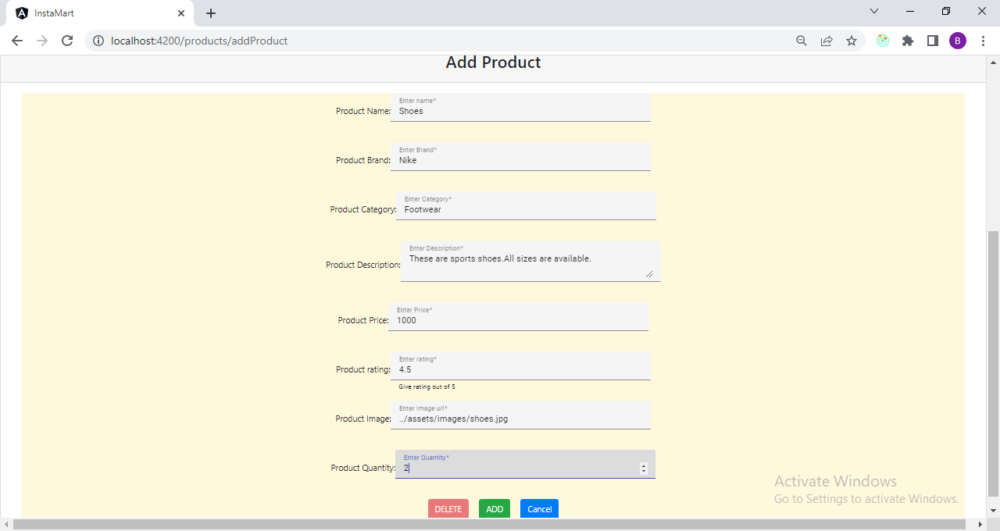 InstaMart
localhost:4200/products/addProduct
B
Add Product
Enter name*
Product Name: Shoes
Enter Brand*
Product Brand: Nike
Enter Category*
Product Category: Footwear
Enter Description*
These are sports shoes.All sizes are available.
Product Description:
Enter Price*
Product Price: 1000
Enter rating*
Product rating: 4.5
Give rating out of 5
Enter Image url*
Product Image: ../assets/images/shoes.jpg
Enter Quantity*
Product Quantity: 2
Activate Windows
Go to Settings to activate Windows.
DELETE ADD Cancel